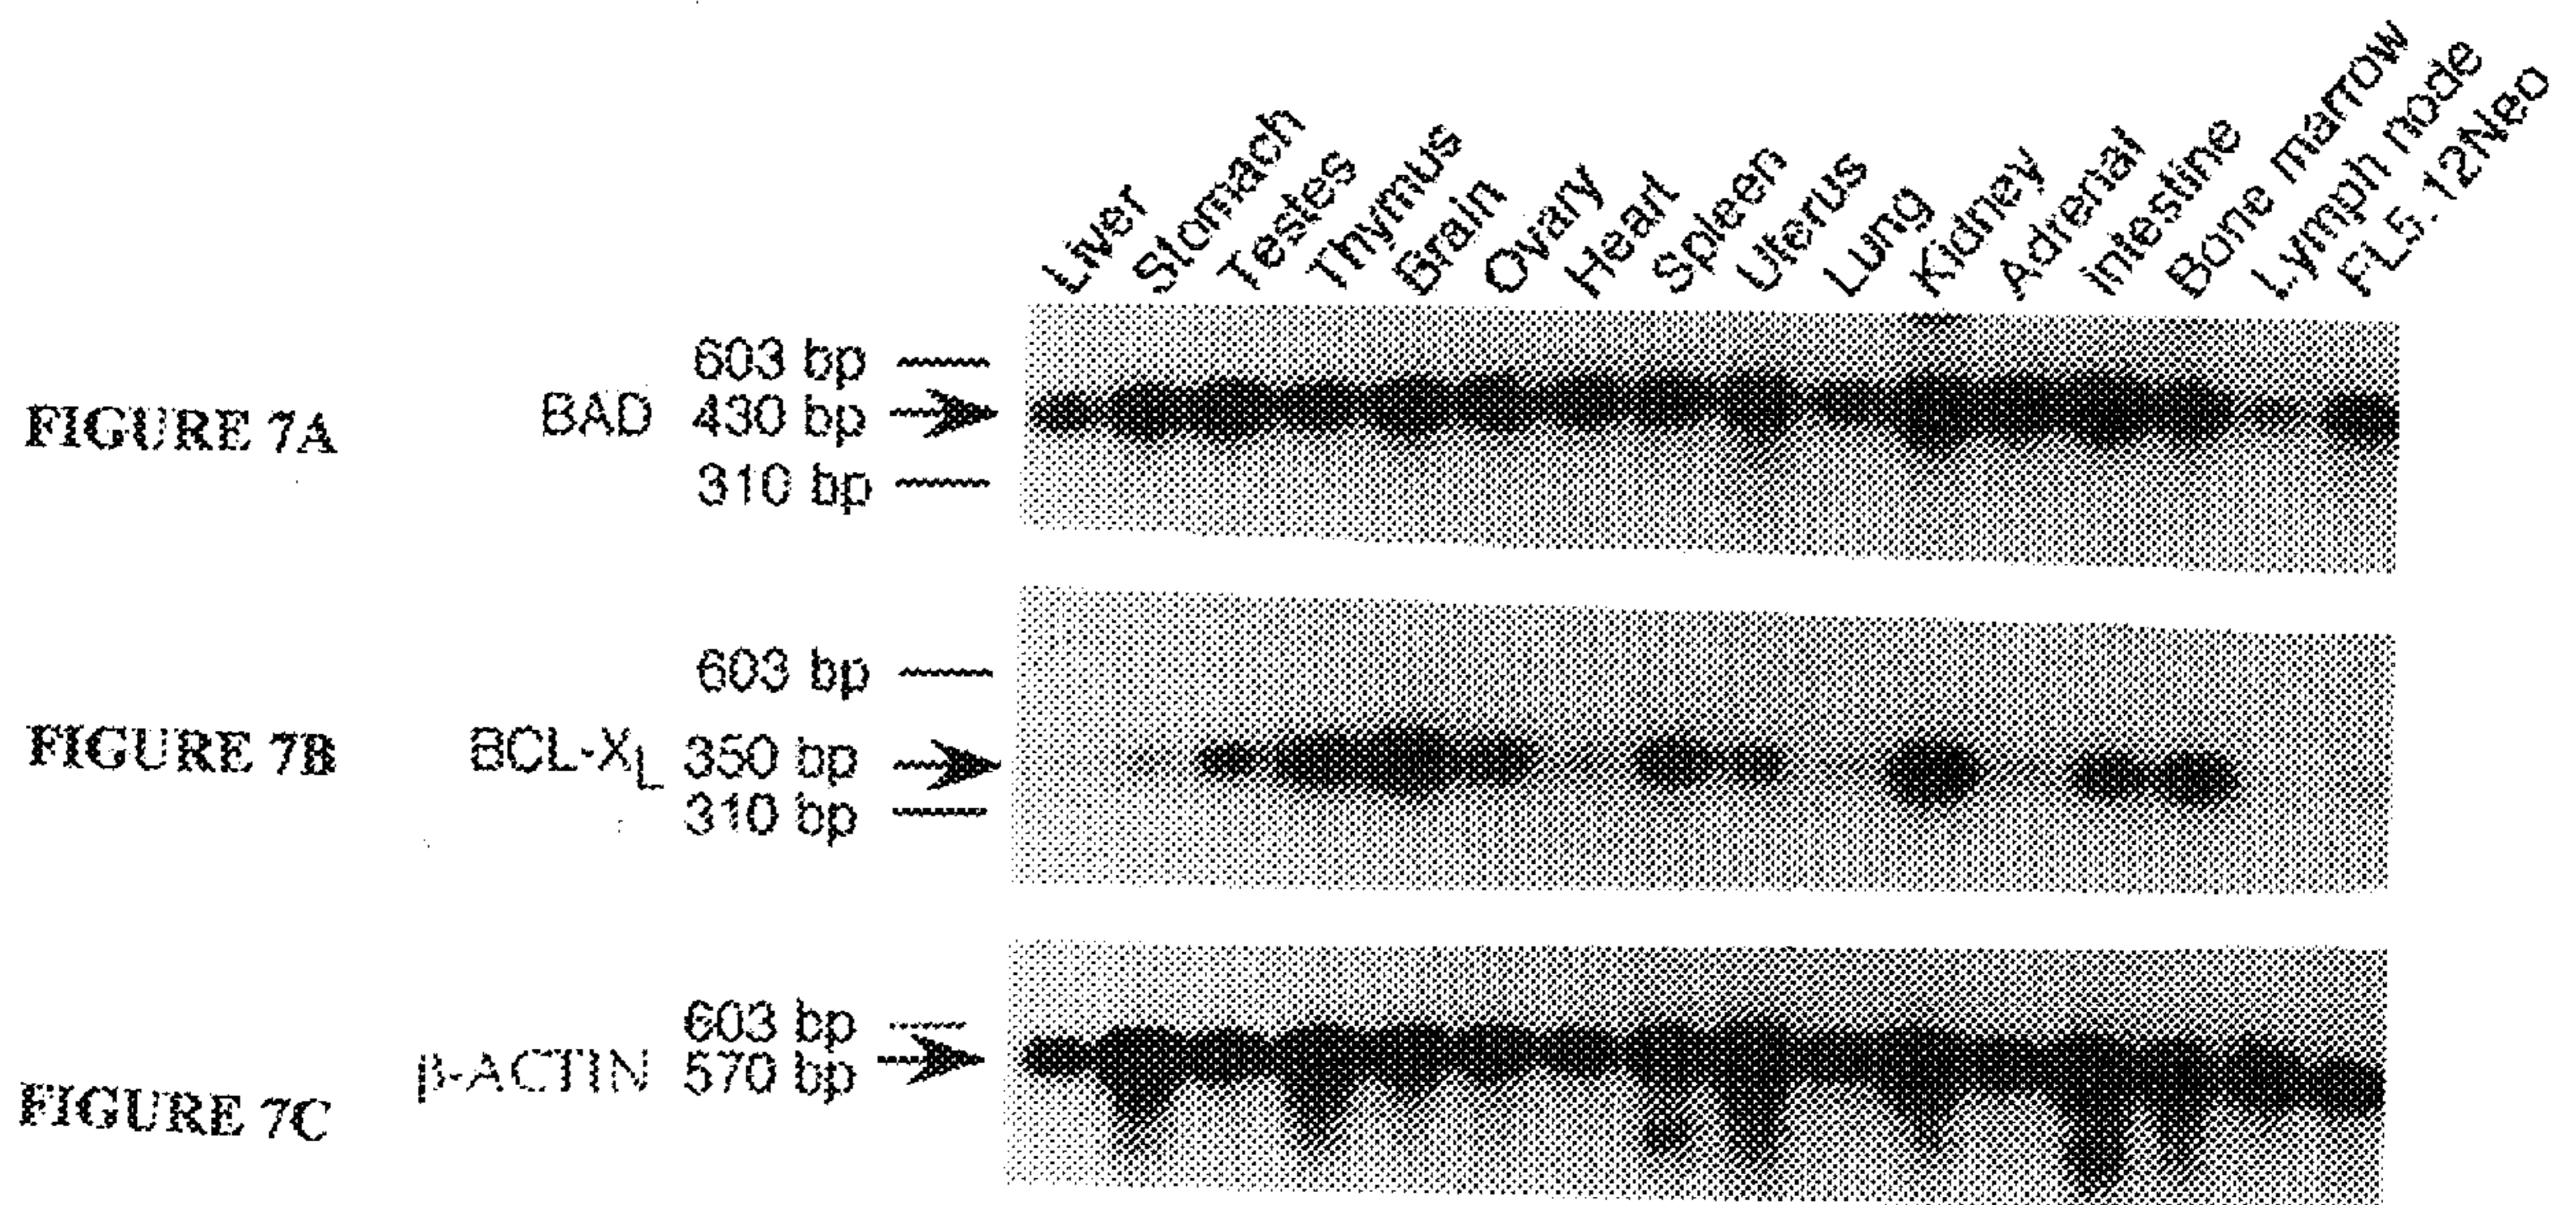 Liver
Stomach
Testes
Thymus
Brain
Ovary
Heart
Spleen
Uterus
Lung
Kidney
Adrenal
Intestine
Bone marrow
Lymph node
FL5.12Neo
FIGURE 7A
603 bp
BAD 430 bp
310 bp
FIGURE 7B
603 bp
BCL-XL 350 bp
310 bp
FIGURE 7C
603 bp
β-ACTIN 570 bp